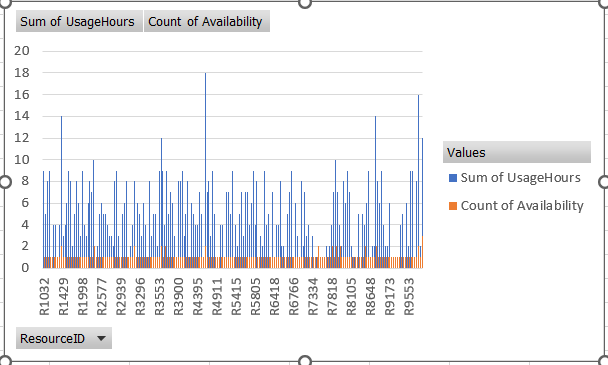 Sum of UsageHours Count of Availability
20
18
16
14
12
10
8
6
4
2
0
R1032 R1429 R1998 R2577 R2939 R3296 R3553 R3900 R4395 R4911 R5415 R5805 R6418 R6766 R7334 R7818 R8105 R8648 R9173 R9553
Values
Sum of UsageHours
Count of Availability
ResourceID